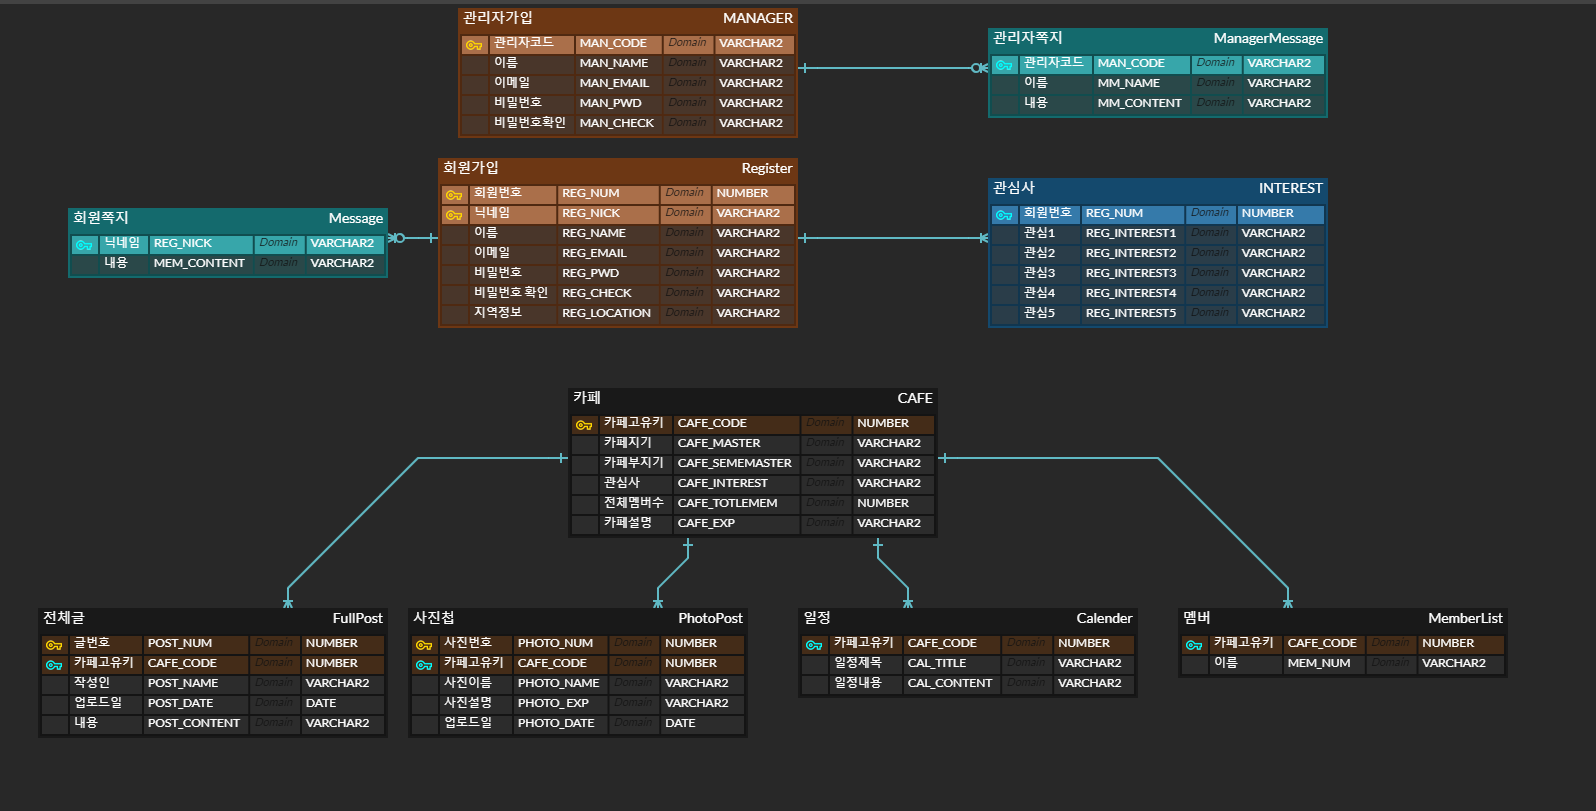 관리자가입 MANAGER
관리자코드 MAN_CODE Domain VARCHAR2
이름 MAN_NAME Domain VARCHAR2
이메일 MAN_EMAIL Domain VARCHAR2
비밀번호 MAN_PWD Domain VARCHAR2
비밀번호확인 MAN_CHECK Domain VARCHAR2
관리자쪽지 ManagerMessage
관리자코드 MAN_CODE Domain VARCHAR2
이름 MM_NAME Domain VARCHAR2
내용 MM_CONTENT Domain VARCHAR2
회원쪽지 Message
닉네임 REG_NICK Domain VARCHAR2
내용 MEM_CONTENT Domain VARCHAR2
회원가입 Register
회원번호 REG_NUM Domain NUMBER
닉네임 REG_NICK Domain VARCHAR2
이름 REG_NAME Domain VARCHAR2
이메일 REG_EMAIL Domain VARCHAR2
비밀번호 REG_PWD Domain VARCHAR2
비밀번호 확인 REG_CHECK Domain VARCHAR2
지역정보 REG_LOCATION Domain VARCHAR2
관심사 INTEREST
회원번호 REG_NUM Domain NUMBER
관심1 REG_INTEREST1 Domain VARCHAR2
관심2 REG_INTEREST2 Domain VARCHAR2
관심3 REG_INTEREST3 Domain VARCHAR2
관심4 REG_INTEREST4 Domain VARCHAR2
관심5 REG_INTEREST5 Domain VARCHAR2
카페 CAFE
카페고유키 CAFE_CODE Domain NUMBER
카페지기 CAFE_MASTER Domain VARCHAR2
카페부지기 CAFE_SEMEMASTER Domain VARCHAR2
관심사 CAFE_INTEREST Domain VARCHAR2
전체멤버수 CAFE_TOTLEMEM Domain NUMBER
카페설명 CAFE_EXP Domain VARCHAR2
전체글 FullPost
글번호 POST_NUM Domain NUMBER
카페고유키 CAFE_CODE Domain NUMBER
작성인 POST_NAME Domain VARCHAR2
업로드일 POST_DATE Domain DATE
내용 POST_CONTENT Domain VARCHAR2
사진첩 PhotoPost
사진번호 PHOTO_NUM Domain NUMBER
카페고유키 CAFE_CODE Domain NUMBER
사진이름 PHOTO_NAME Domain VARCHAR2
사진설명 PHOTO_ EXP Domain VARCHAR2
업로드일 PHOTO_DATE Domain DATE
일정 Calender
카페고유키 CAFE_CODE Domain NUMBER
일정제목 CAL_TITLE Domain VARCHAR2
일정내용 CAL_CONTENT Domain VARCHAR2
멤버 MemberList
카페고유키 CAFE_CODE Domain NUMBER
이름 MEM_NUM Domain VARCHAR2